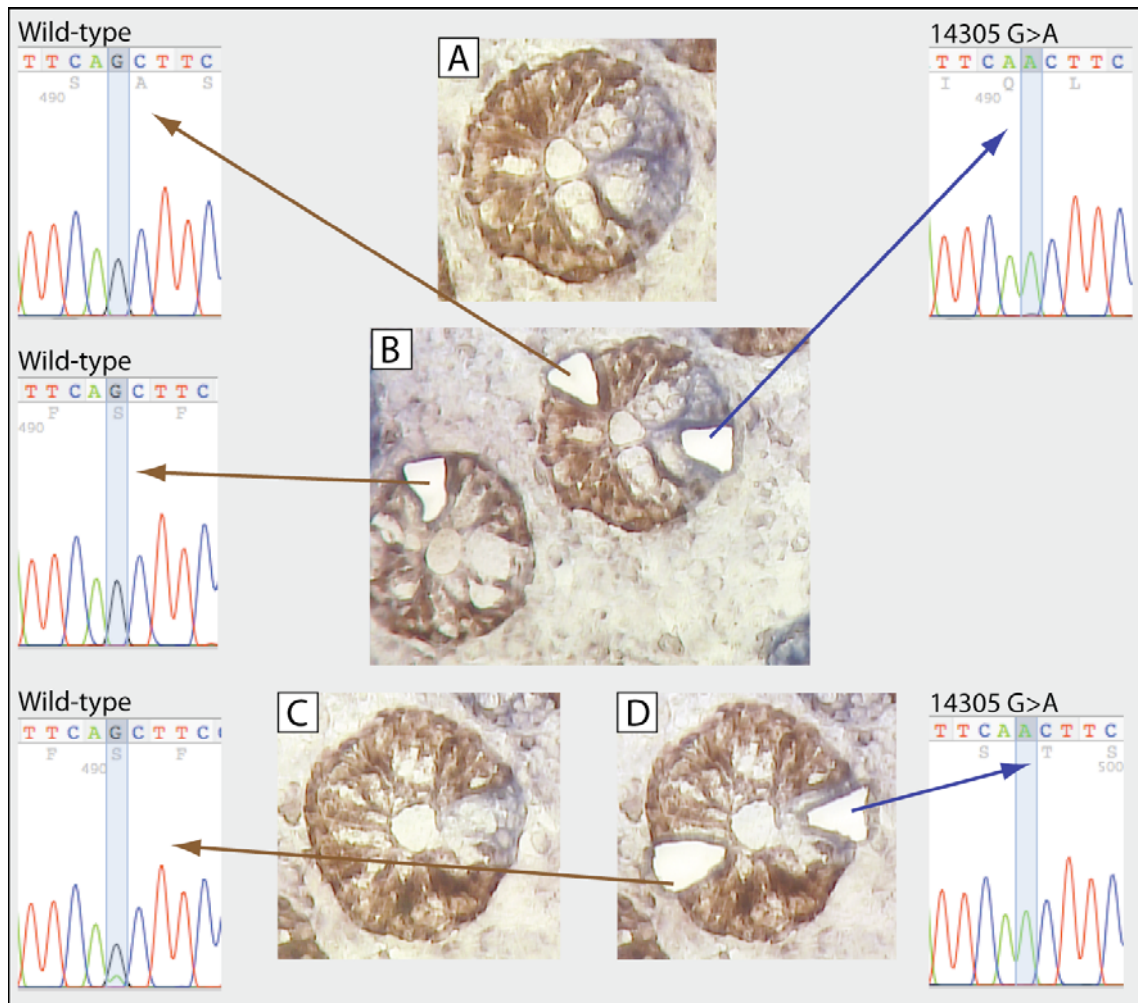 Wild-type
T T C A G C T T C
S A S
490
A
14305 G>A
T T C A A C T T C
I Q L
490
Wild-type
T T C A G C T T C
F S F
490
B
Wild-type
T T C A G C T T C
F S F
490
C
D
14305 G>A
T T C A A C T T C
S T S
500